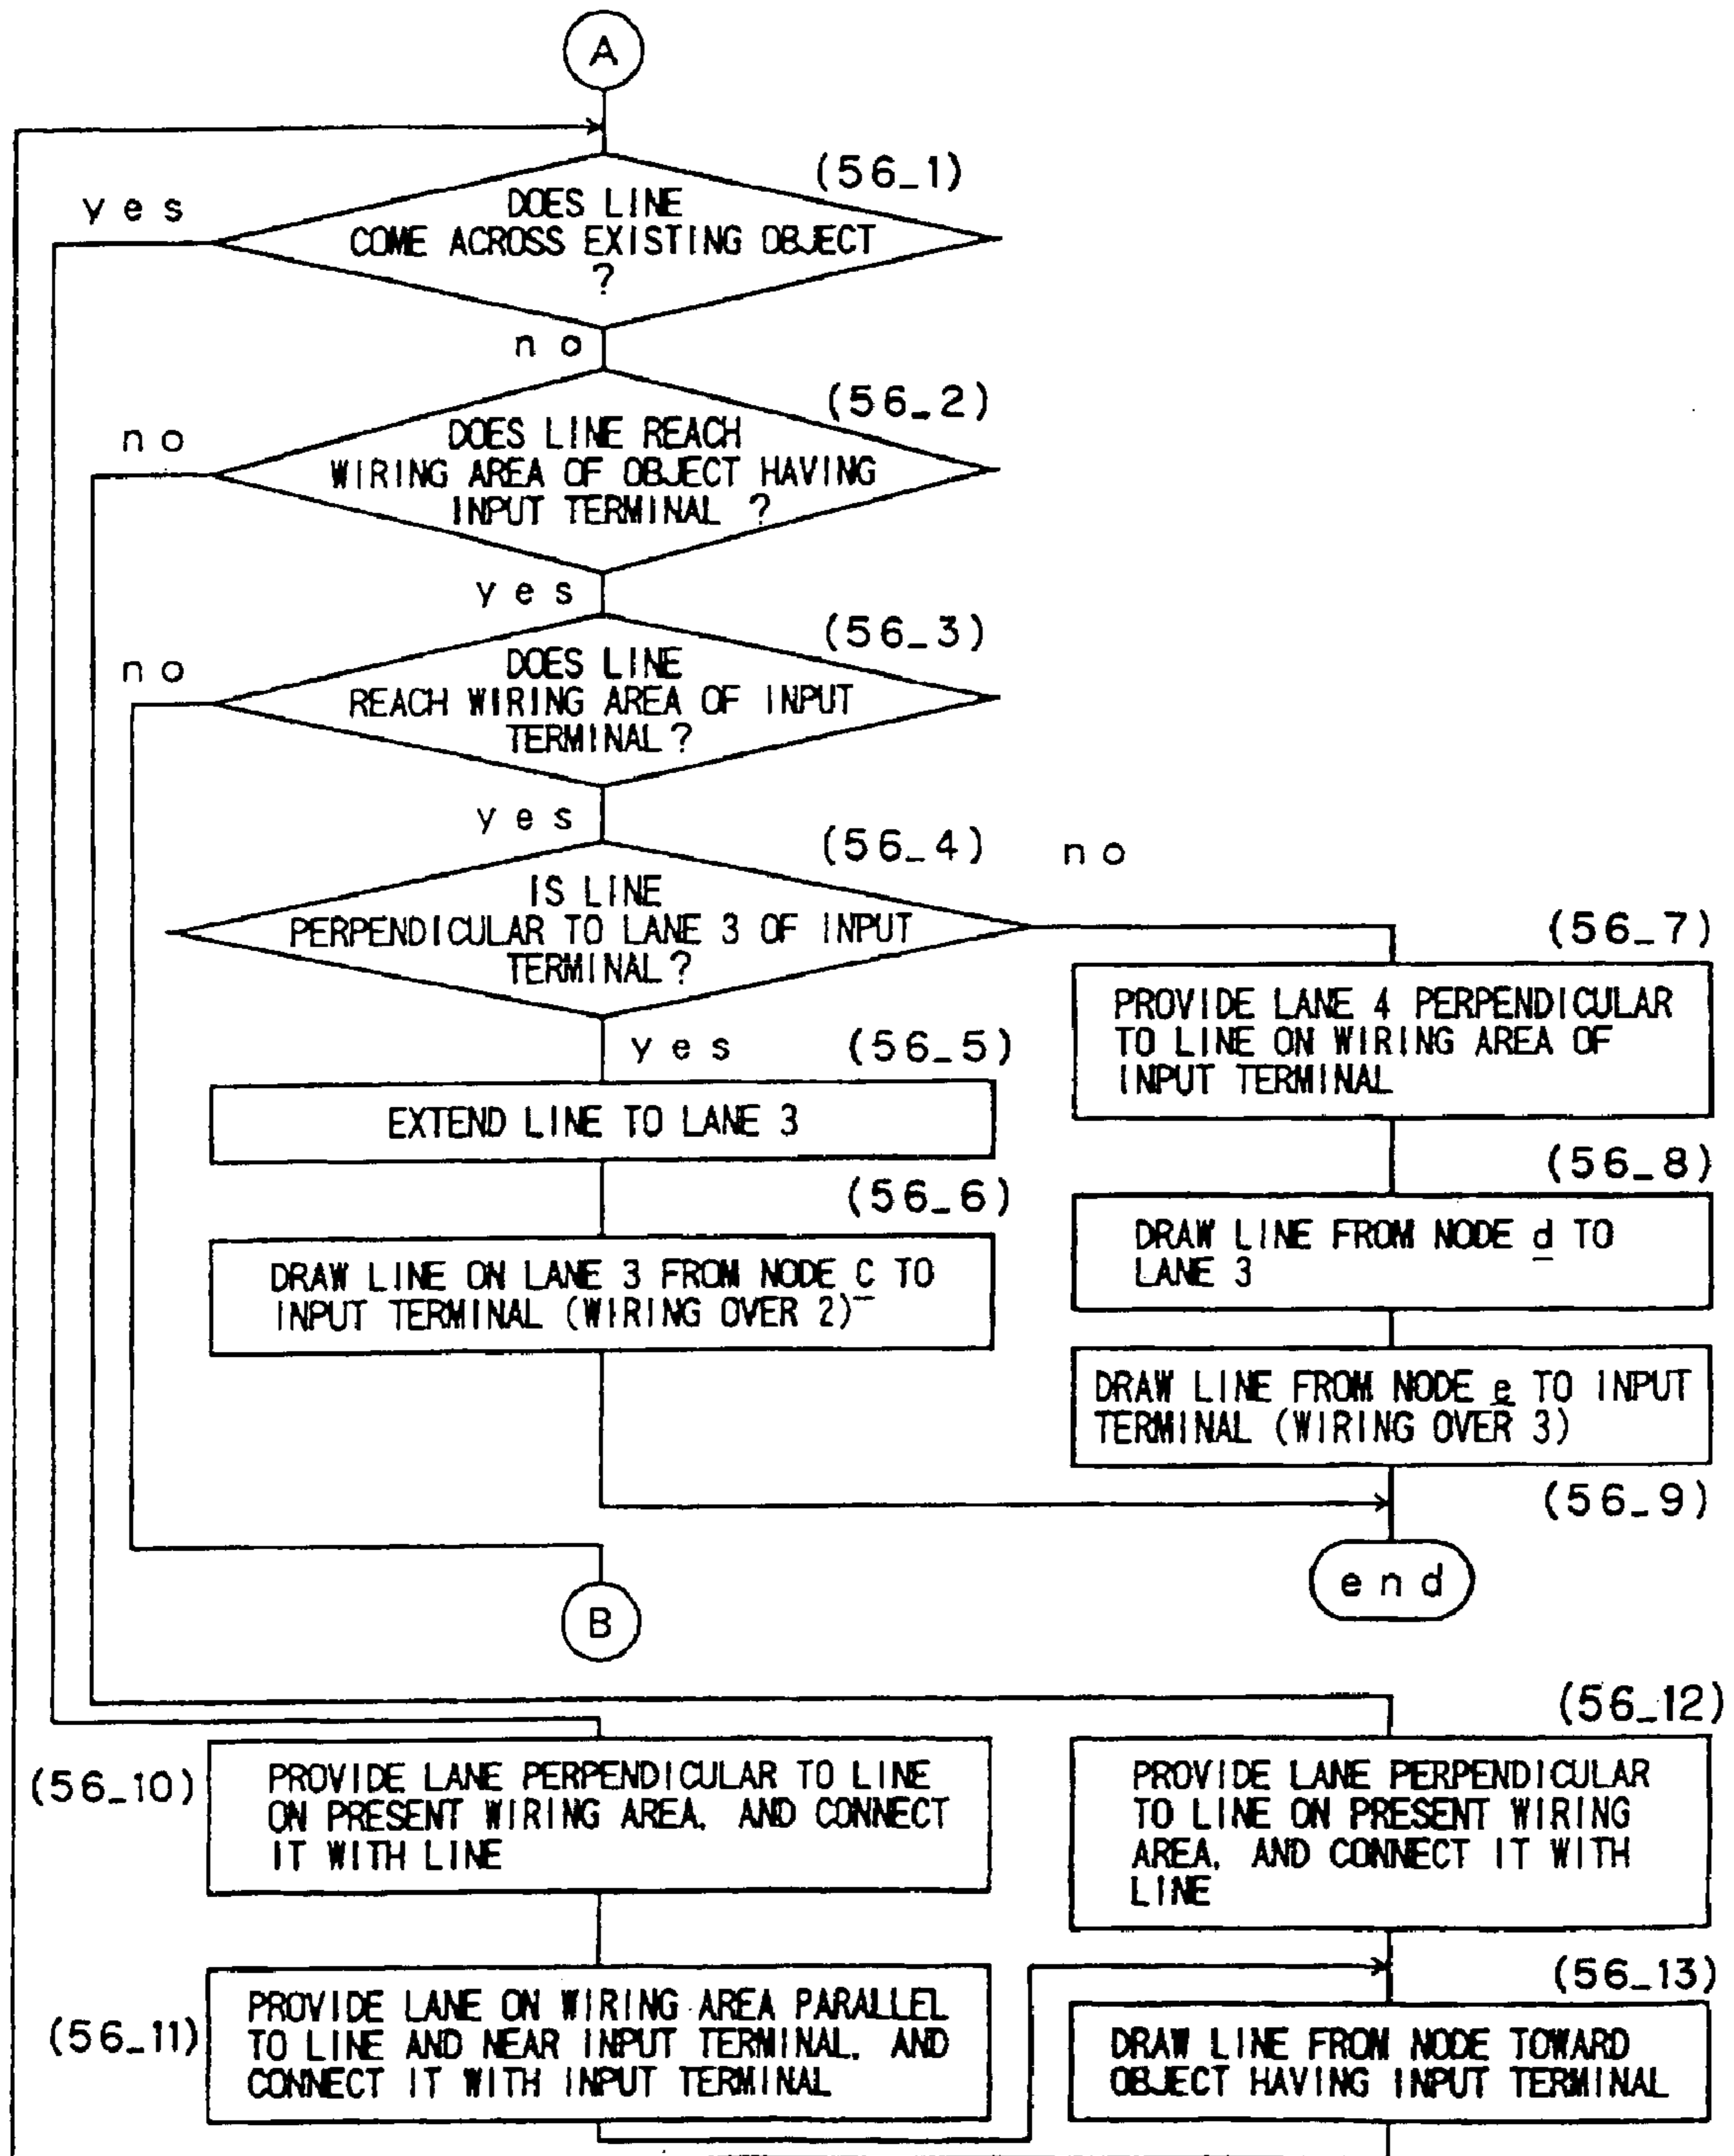 A
(56_1)
yes
DOES LINE
COME ACROSS EXISTING OBJECT
?
no
(56_2)
no
DOES LINE REACH
WIRING AREA OF OBJECT HAVING
INPUT TERMINAL ?
yes
(56_3)
no
DOES LINE
REACH WIRING AREA OF INPUT
TERMINAL?
yes
(56_4)
no
IS LINE
PERPENDICULAR TO LANE 3 OF INPUT
TERMINAL?
(56_7)
PROVIDE LANE 4 PERPENDICULAR
TO LINE ON WIRING AREA OF
INPUT TERMINAL
yes
(56_5)
EXTEND LINE TO LANE 3
(56_8)
DRAW LINE FROM NODE d TO
LANE 3
(56_6)
DRAW LINE ON LANE 3 FROM NODE C TO
INPUT TERMINAL (WIRING OVER 2)
DRAW LINE FROM NODE e TO INPUT
TERMINAL (WIRING OVER 3)
(56_9)
end
B
(56_12)
(56_10)
PROVIDE LANE PERPENDICULAR TO LINE
ON PRESENT WIRING AREA, AND CONNECT
IT WITH LINE
PROVIDE LANE PERPENDICULAR
TO LINE ON PRESENT WIRING
AREA, AND CONNECT IT WITH
LINE
(56_11)
PROVIDE LANE ON WIRING AREA PARALLEL
TO LINE AND NEAR INPUT TERMINAL, AND
CONNECT IT WITH INPUT TERMINAL
(56_13)
DRAW LINE FROM NODE TOWARD
OBJECT HAVING INPUT TERMINAL